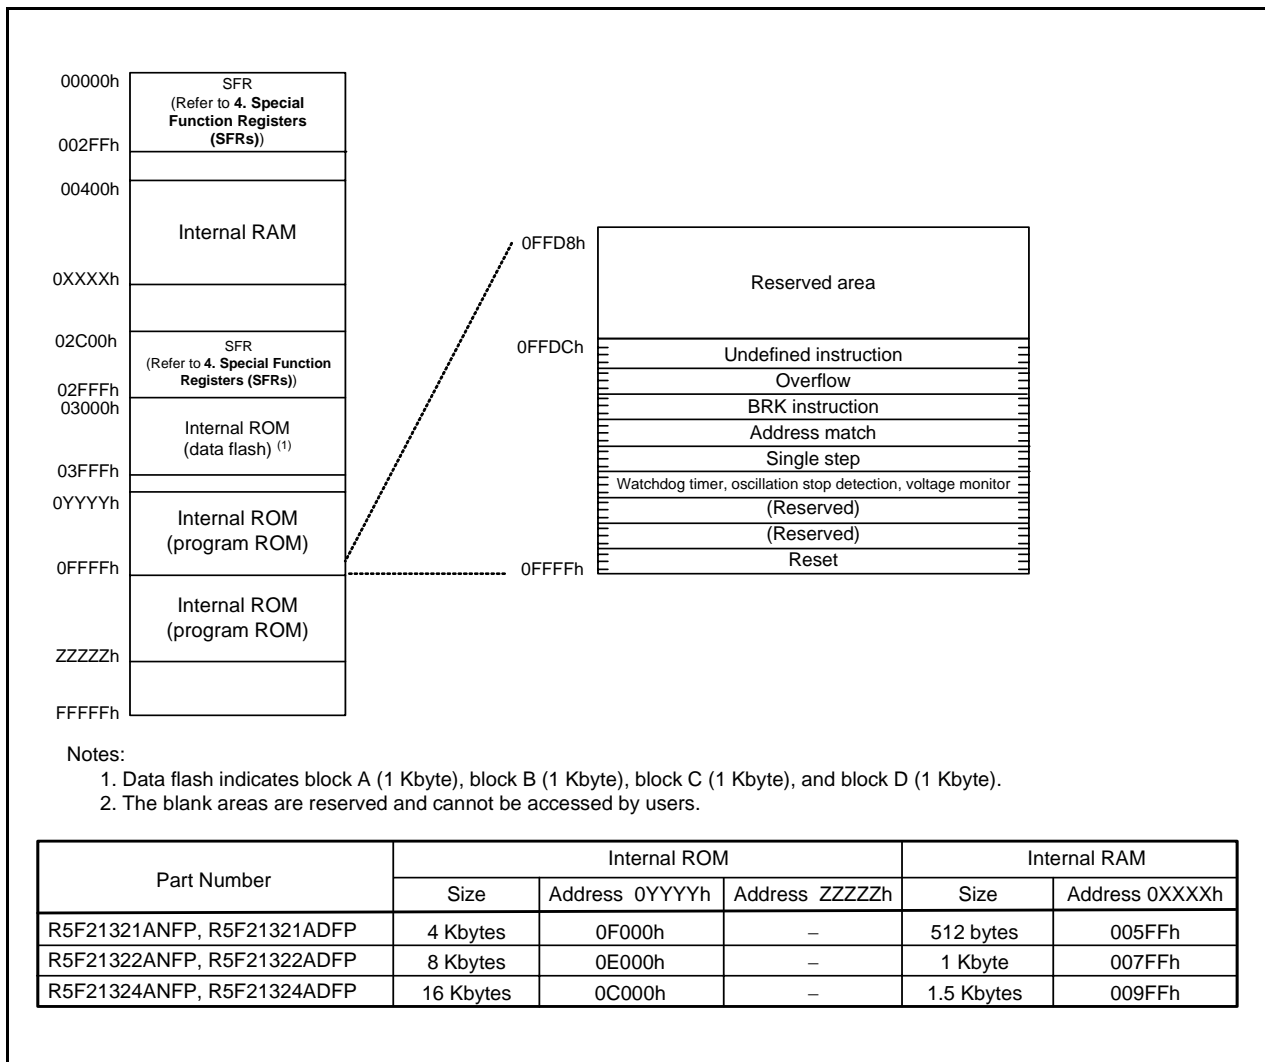 00000h
SFR
(Refer to 4. Special
Function Registers
(SFRs))
002FFh
00400h
Internal RAM
0XXXXh
02C00h
SFR
(Refer to 4. Special Function
Registers (SFRs))
02FFFh
03000h
Internal ROM
(data flash) (1)
03FFFh
0YYYYh
Internal ROM
(program ROM)
0FFFFh
Internal ROM
(program ROM)
ZZZZZh
FFFFFh
0FFD8h
Reserved area
0FFDCh
Undefined instruction
Overflow
BRK instruction
Address match
Single step
Watchdog timer, oscillation stop detection, voltage monitor
(Reserved)
(Reserved)
Reset
0FFFFh
Notes:
1. Data flash indicates block A (1 Kbyte), block B (1 Kbyte), block C (1 Kbyte), and block D (1 Kbyte).
2. The blank areas are reserved and cannot be accessed by users.
Part Number Internal ROM Internal RAM
Size Address 0YYYYh Address ZZZZZh Size Address 0XXXXh
R5F21321ANFP, R5F21321ADFP 4 Kbytes 0F000h – 512 bytes 005FFh
R5F21322ANFP, R5F21322ADFP 8 Kbytes 0E000h – 1 Kbyte 007FFh
R5F21324ANFP, R5F21324ADFP 16 Kbytes 0C000h – 1.5 Kbytes 009FFh